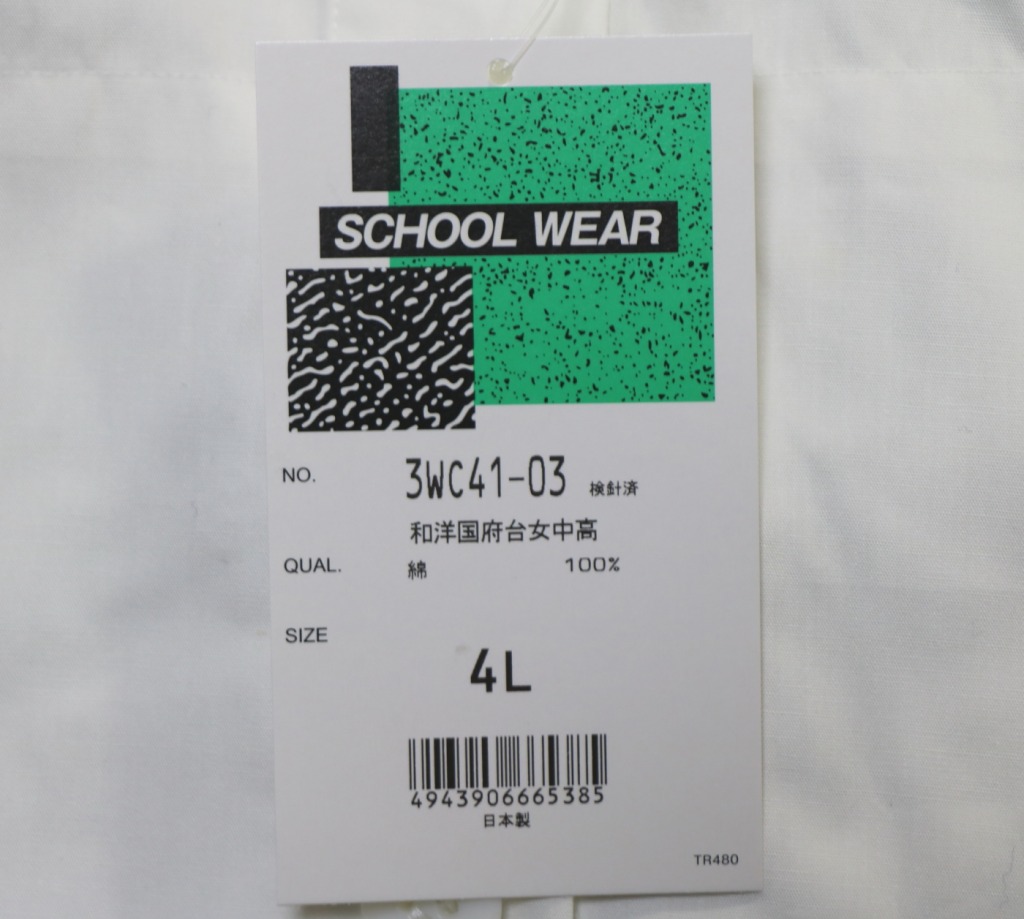 SCHOOL WEAR
NO. 3WC41-03 検針済
和洋国府台女中高
QUAL. 綿 100%
SIZE
4L
4943906665385
日本製
TR480